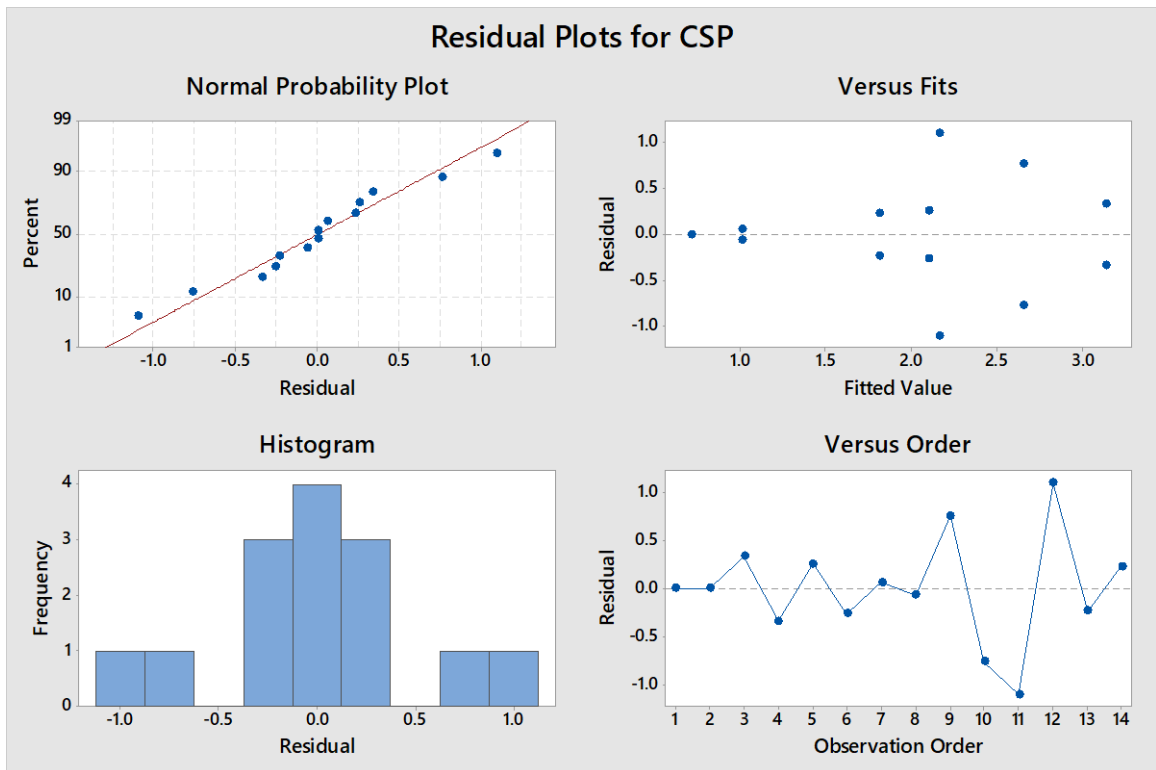 Residual Plots for CSP
Normal Probability Plot
99
90
50
10
1
Percent
-1.0 -0.5 0.0 0.5 1.0
Residual
Versus Fits
1.0
0.5
0.0
-0.5
-1.0
Residual
1.0 1.5 2.0 2.5 3.0
Fitted Value
Histogram
4
3
2
1
0
Frequency
-1.0 -0.5 0.0 0.5 1.0
Residual
Versus Order
1.0
0.5
0.0
-0.5
-1.0
Residual
1 2 3 4 5 6 7 8 9 10 11 12 13 14
Observation Order